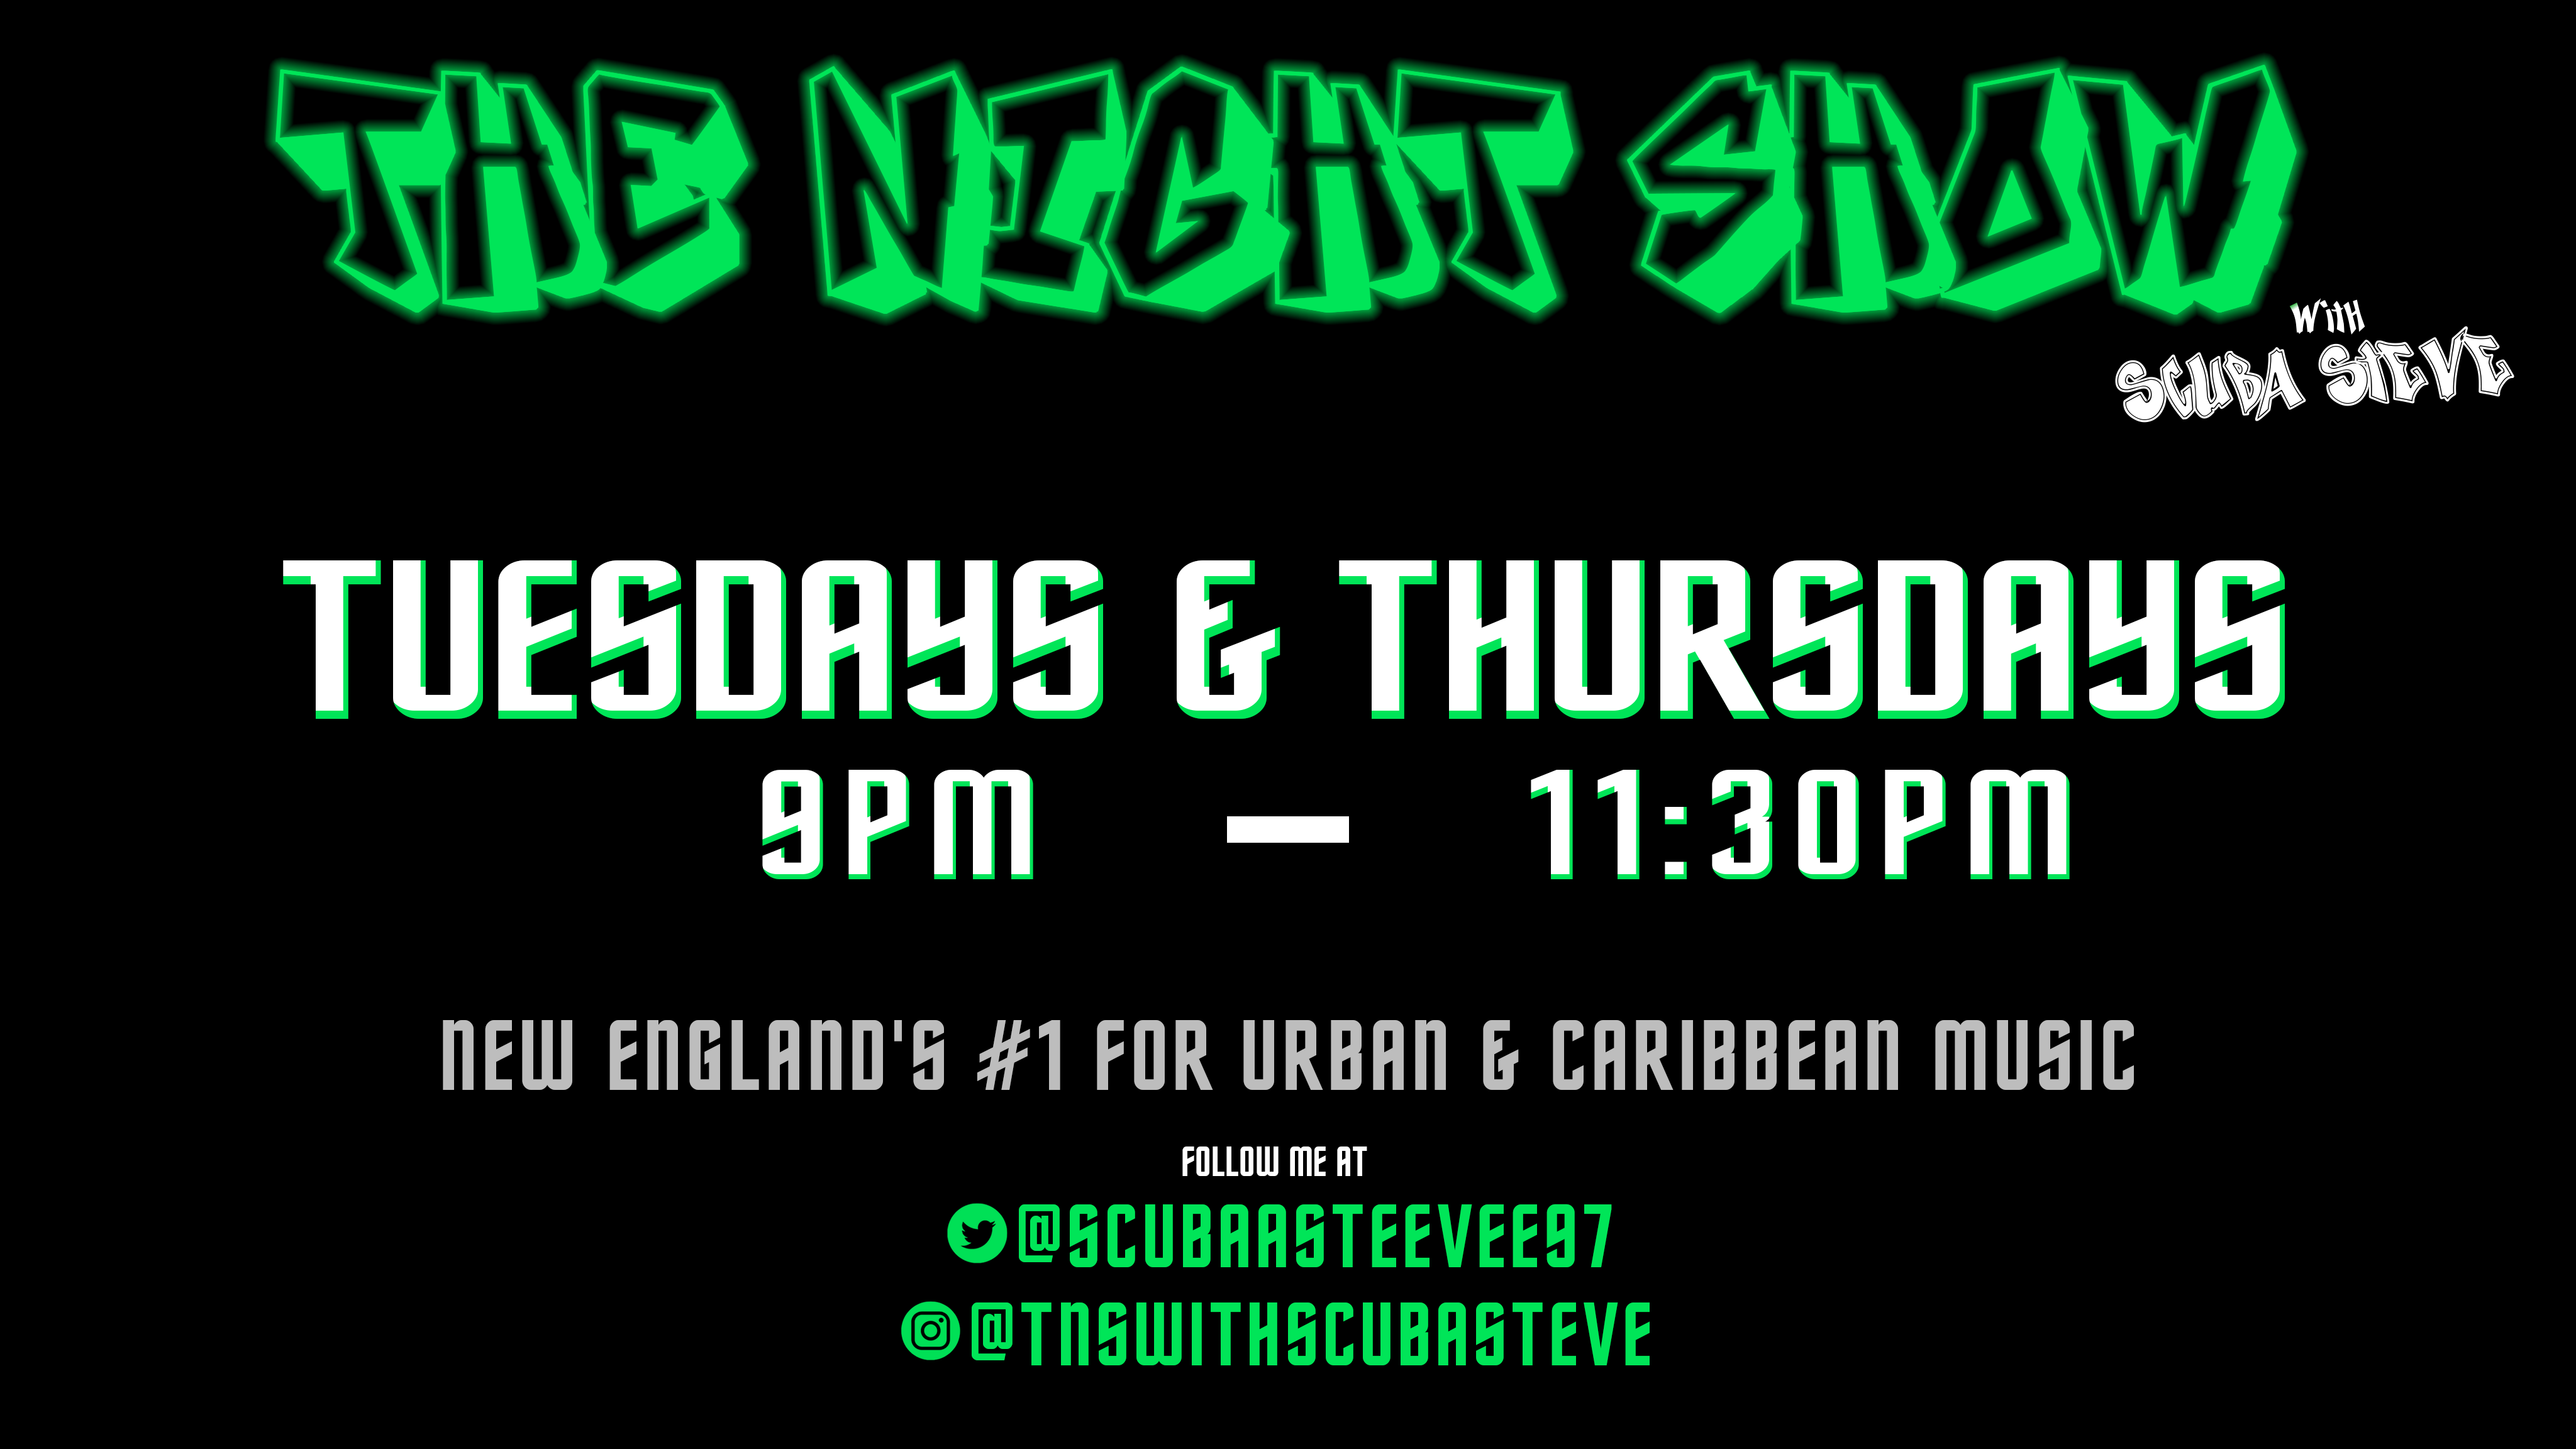 THE NIGHT SHOW
WITH
SCUBA STEVE
TUESDAYS & THURSDAYS
9PM — 11:30PM
NEW ENGLAND'S #1 FOR URBAN & CARIBBEAN MUSIC
FOLLOW ME AT
@SCUBAASTEEVEE97
@TNSWITHSCUBASTEVE